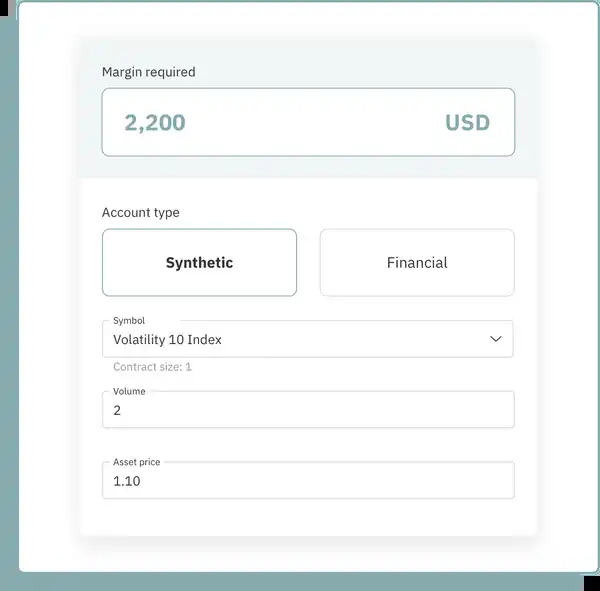 Margin required
2,200 USD
Account type
Synthetic Financial
Symbol
Volatility 10 Index
Contract size: 1
Volume
2
Asset price
1.10